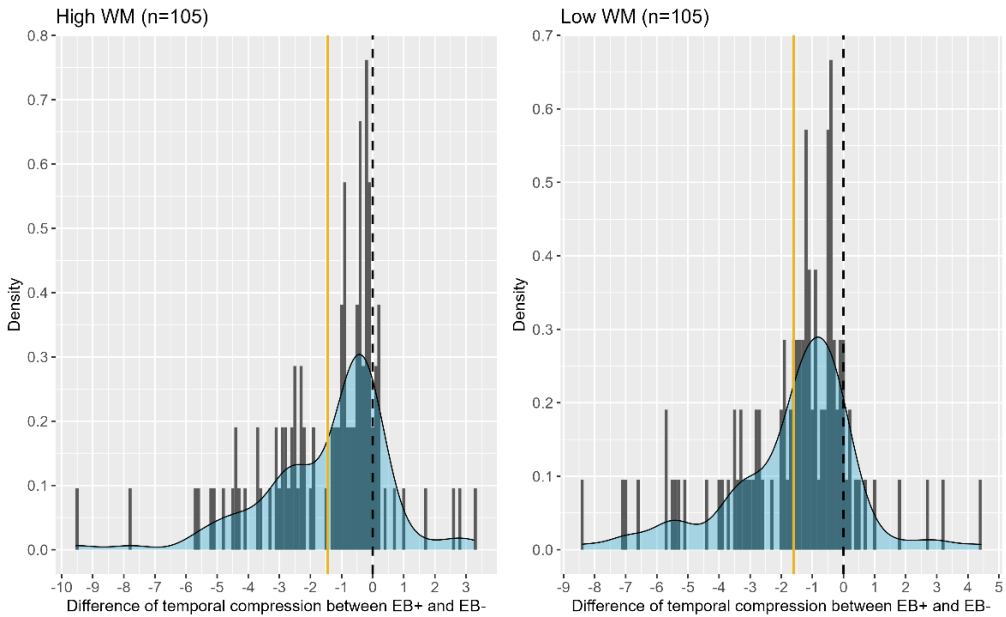 High WM (n=105)
0.8
0.7
0.6
0.5
0.4
0.3
0.2
0.1
0.0
Density
-10 -9 -8 -7 -6 -5 -4 -3 -2 -1 0 1 2 3
Difference of temporal compression between EB+ and EB-
Low WM (n=105)
0.7
0.6
0.5
0.4
0.3
0.2
0.1
0.0
Density
-9 -8 -7 -6 -5 -4 -3 -2 -1 0 1 2 3 4 5
Difference of temporal compression between EB+ and EB-